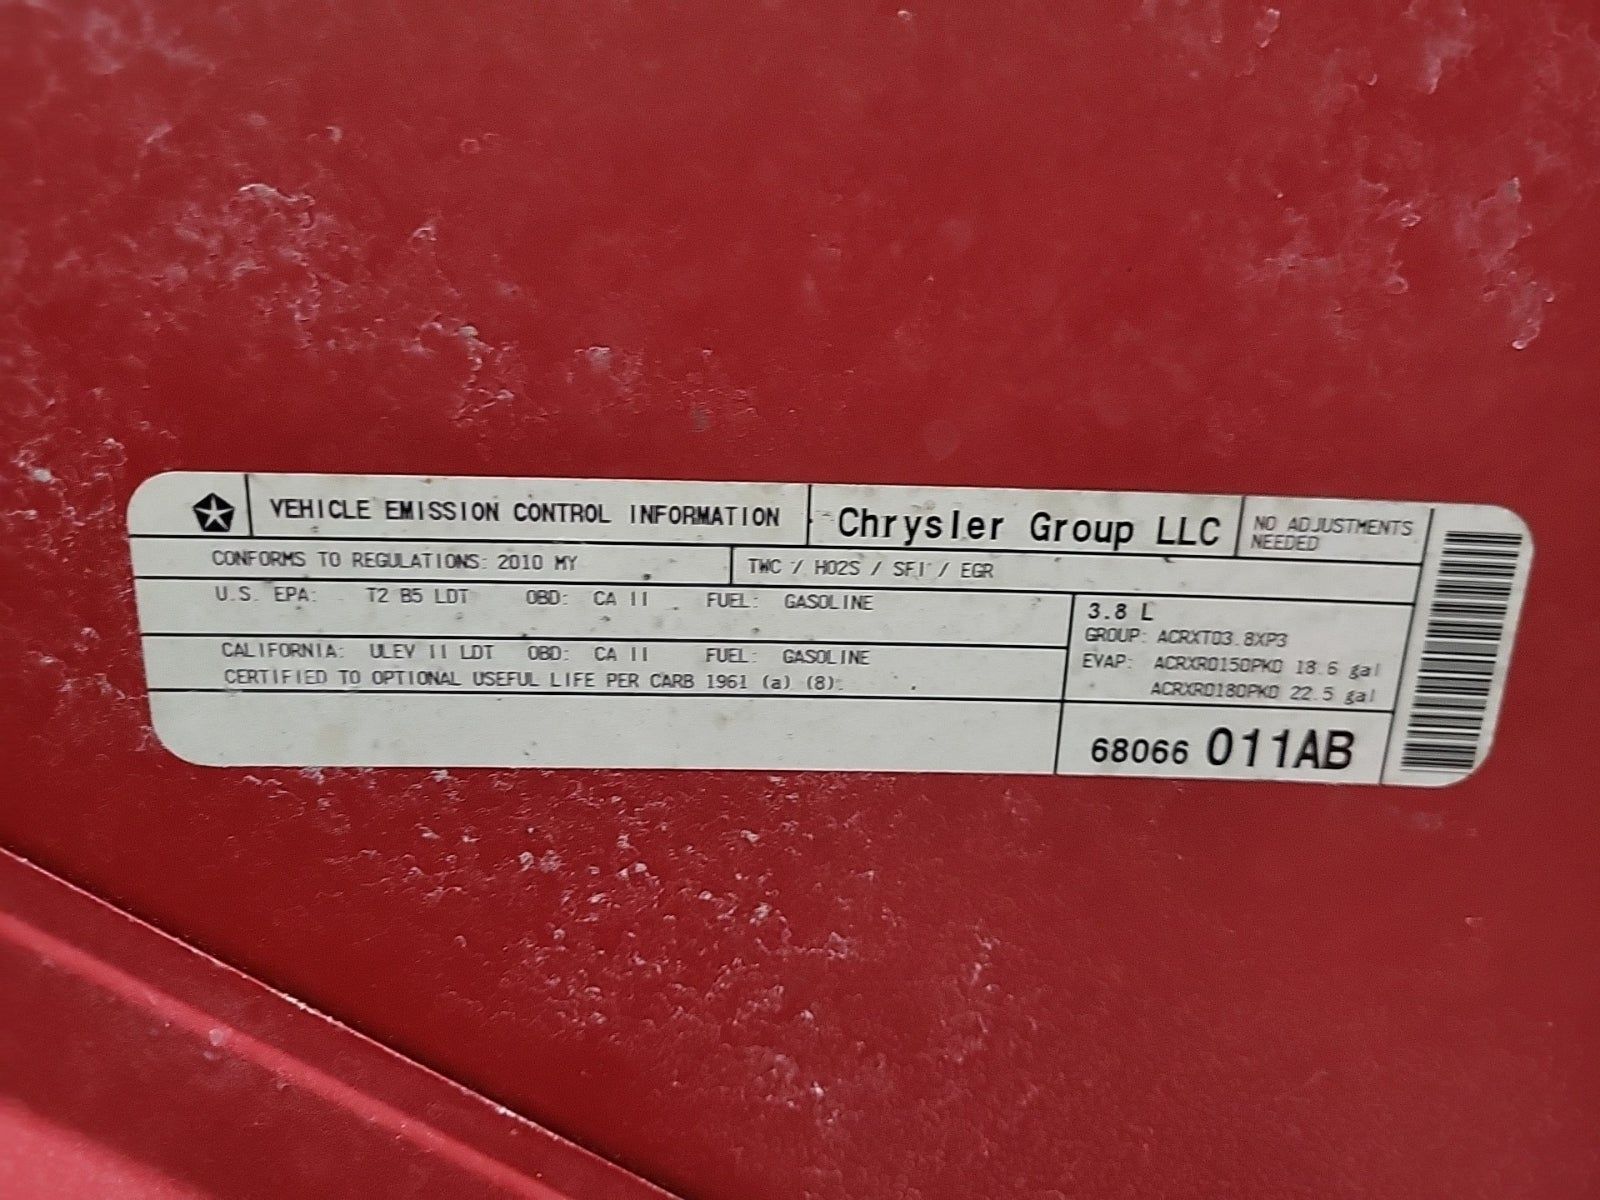 VEHICLE EMISSION CONTROL INFORMATION
Chrysler Group LLC
NO ADJUSTMENTS
NEEDED
CONFORMS TO REGULATIONS: 2010 MY
TWC / HO2S / SFI / EGR
U.S. EPA: T2 B5 LDT OBD: CA II FUEL: GASOLINE
CALIFORNIA: ULEV II LDT OBD: CA II FUEL: GASOLINE
CERTIFIED TO OPTIONAL USEFUL LIFE PER CARB 1961 (a) (8).
3.8 L
GROUP: ACRXT03.8XP3
EVAP: ACRXR0150PK0 18.6 gal
ACRXR0180PK0 22.5 gal
68066 011AB